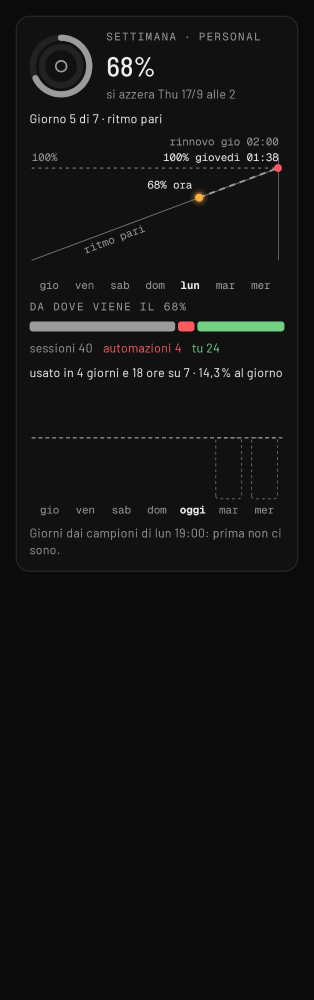 SETTIMANA · PERSONAL
68%
si azzera Thu 17/9 alle 2
Giorno 5 di 7 · ritmo pari
rinnovo gio 02:00
100% 100% giovedì 01:38
68% ora
ritmo pari
gio ven sab dom lun mar mer
DA DOVE VIENE IL 68%
sessioni 40 automazioni 4 tu 24
usato in 4 giorni e 18 ore su 7 · 14,3% al giorno
gio ven sab dom oggi mar mer
Giorni dai campioni di lun 19:00: prima non ci
sono.